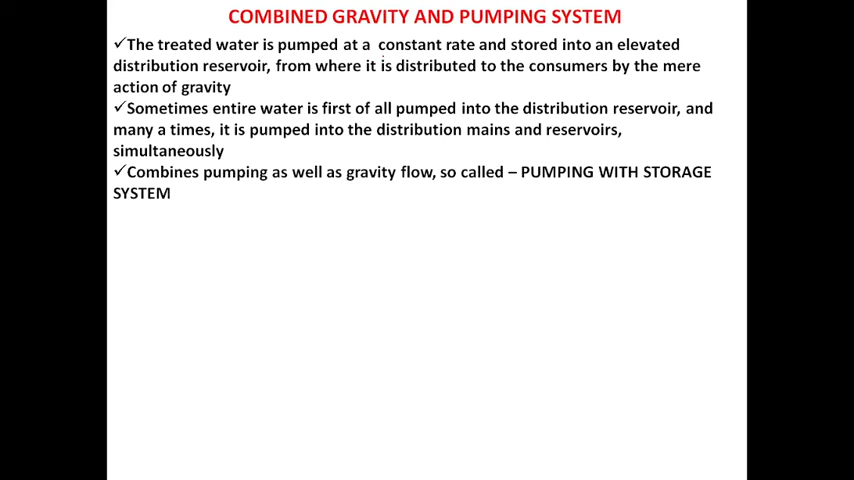 COMBINED GRAVITY AND PUMPING SYSTEM
✓The treated water is pumped at a constant rate and stored into an elevated
distribution reservoir, from where it is distributed to the consumers by the mere
action of gravity
✓Sometimes entire water is first of all pumped into the distribution reservoir, and
many a times, it is pumped into the distribution mains and reservoirs,
simultaneously
✓Combines pumping as well as gravity flow, so called – PUMPING WITH STORAGE
SYSTEM